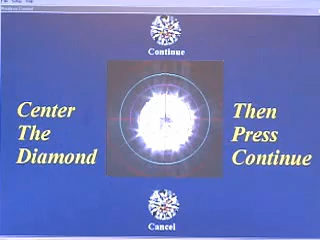 Continue
Center
The
Diamond
Then
Press
Continue
Cancel